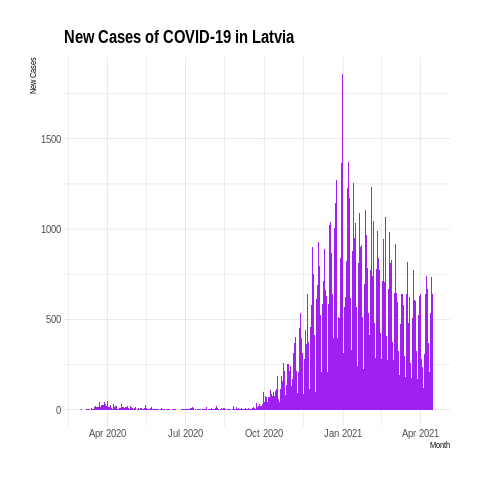 New Cases of COVID-19 in Latvia
New Cases
1500
1000
500
0
Apr 2020 Jul 2020 Oct 2020 Jan 2021 Apr 2021
Month